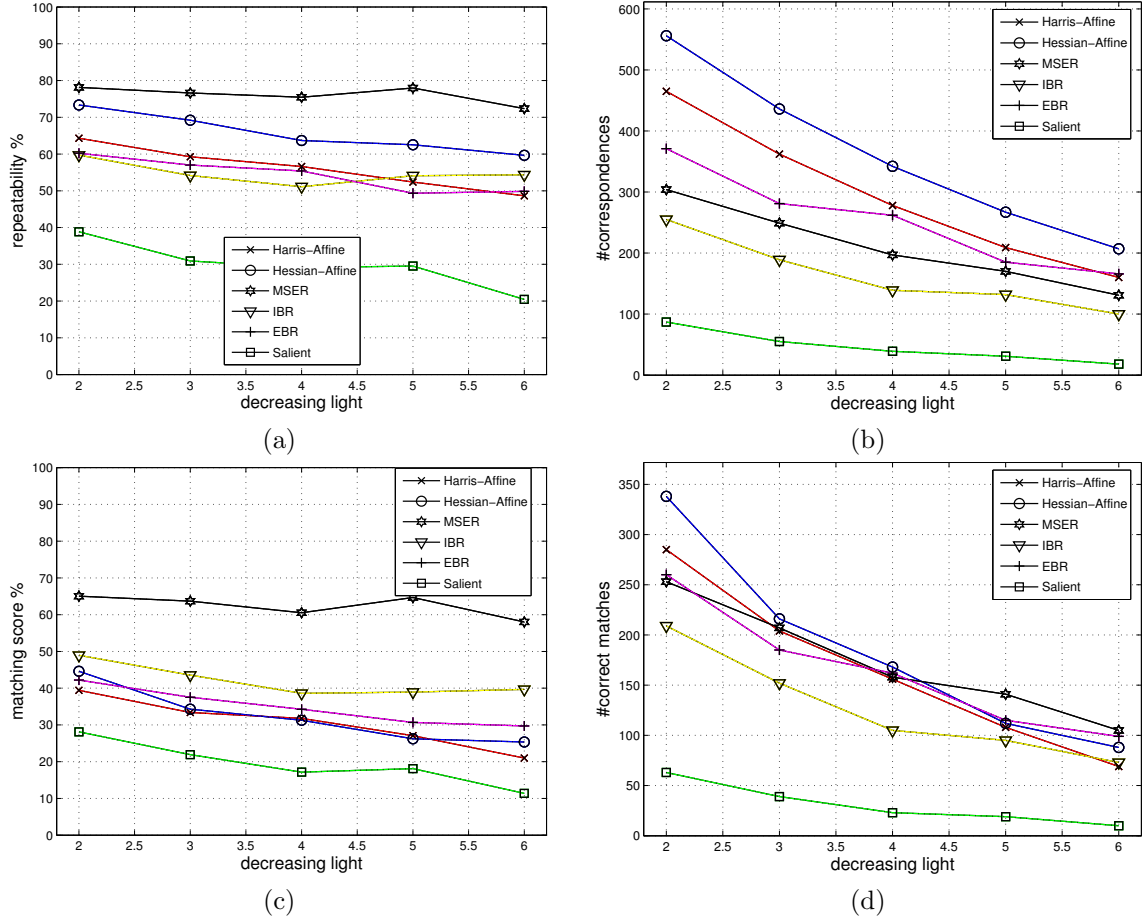 100
90
80
70
60
50
40
30
20
10
0
repeatability %
Harris−Affine
Hessian−Affine
MSER
IBR
EBR
Salient
2 2.5 3 3.5 4 4.5 5 5.5 6
decreasing light
(a)
600
500
400
300
200
100
0
#correspondences
Harris−Affine
Hessian−Affine
MSER
IBR
EBR
Salient
2 2.5 3 3.5 4 4.5 5 5.5 6
decreasing light
(b)
100
90
80
70
60
50
40
30
20
10
0
matching score %
Harris−Affine
Hessian−Affine
MSER
IBR
EBR
Salient
2 2.5 3 3.5 4 4.5 5 5.5 6
decreasing light
(c)
350
300
250
200
150
100
50
0
#correct matches
Harris−Affine
Hessian−Affine
MSER
IBR
EBR
Salient
2 2.5 3 3.5 4 4.5 5 5.5 6
decreasing light
(d)